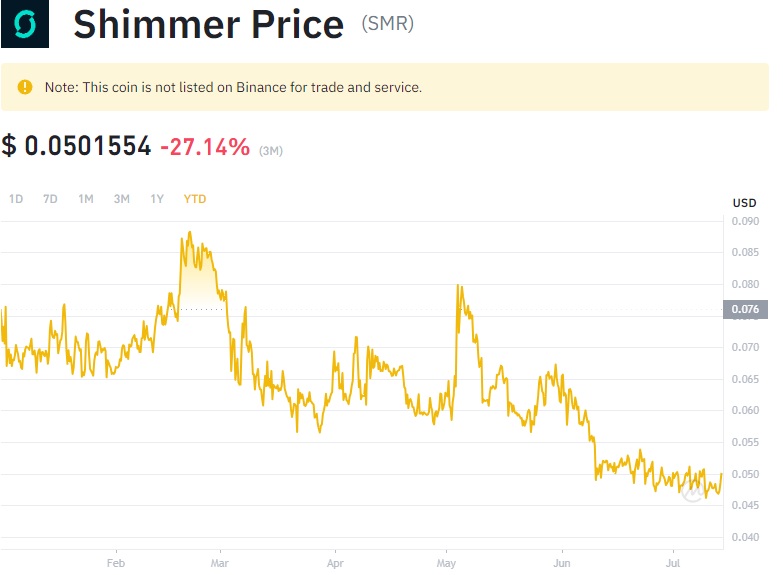 Shimmer Price (SMR)
Note: This coin is not listed on Binance for trade and service.
$ 0.0501554 -27.14% (3M)
1D 7D 1M 3M 1Y YTD
USD
0.090
0.085
0.080
0.076
0.070
0.065
0.060
0.055
0.050
0.045
0.040
Feb Mar Apr May Jun Jul